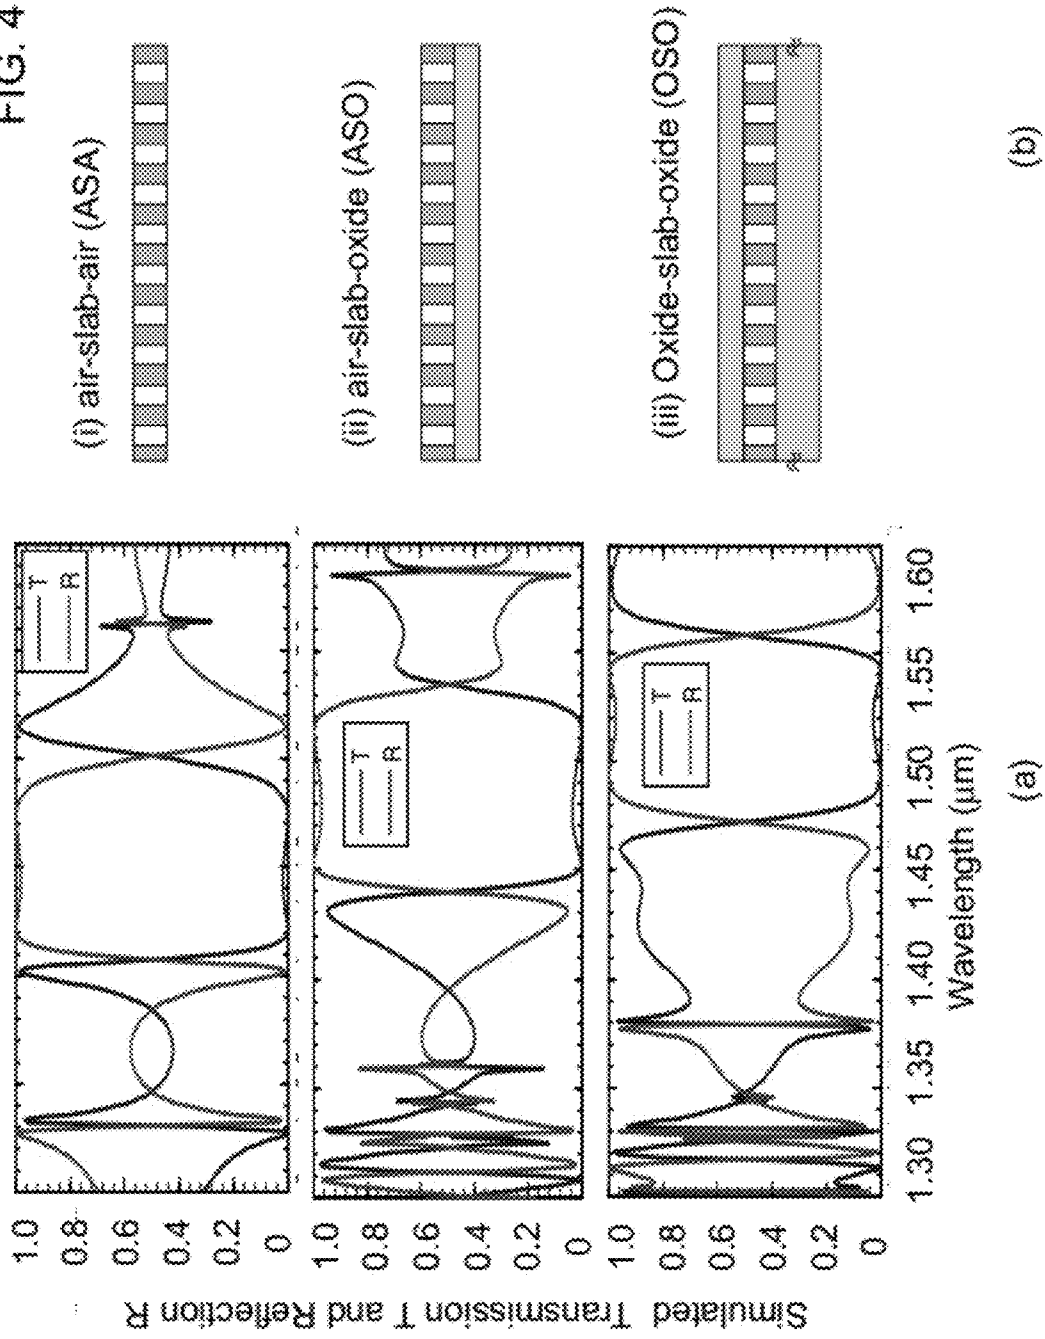 FIG. 4
Simulated Transmission T and Reflection R
1.0
0.8
0.6
0.4
0.2
0
T
R
1.0
0.8
0.6
0.4
0.2
0
T
R
1.0
0.8
0.6
0.4
0.2
0
T
R
1.30
1.35
1.40
1.45
1.50
1.55
1.60
Wavelength (μm)
(a)
(i) air-slab-air (ASA)
(ii) air-slab-oxide (ASO)
(iii) Oxide-slab-oxide (OSO)
(b)